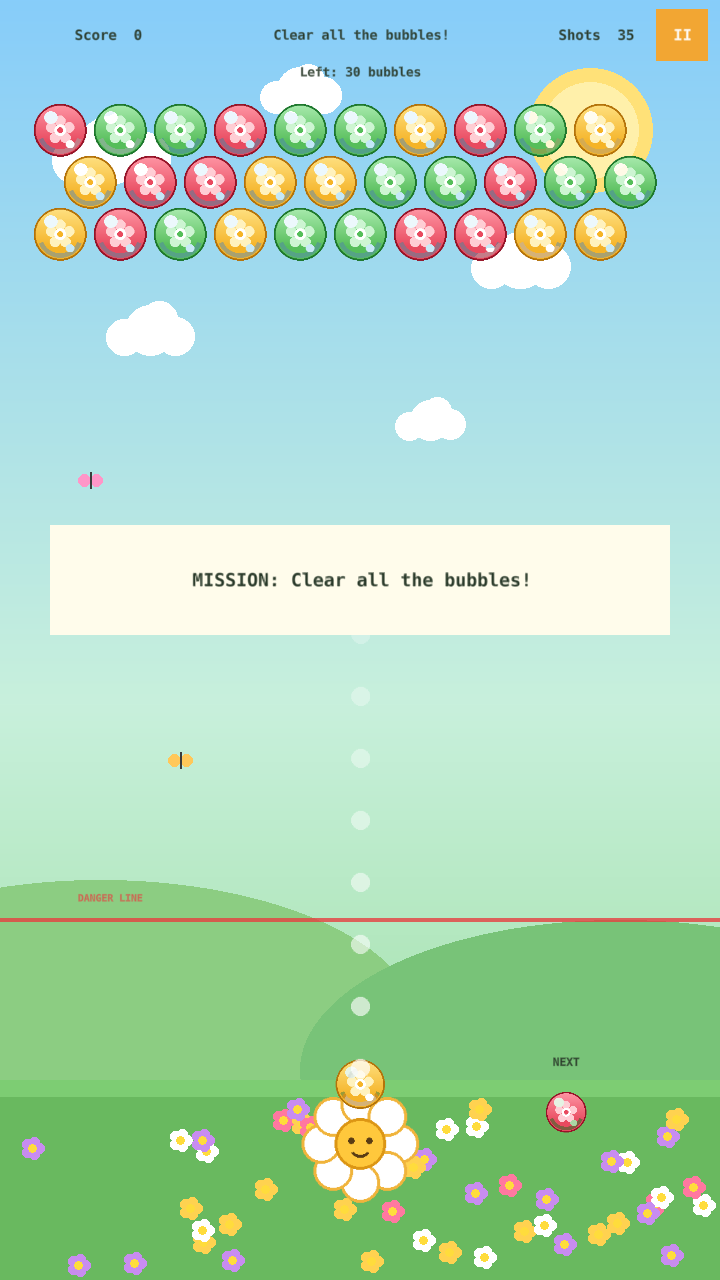 Score 0
Clear all the bubbles!
Shots 35
II
Left: 30 bubbles
MISSION: Clear all the bubbles!
DANGER LINE
NEXT